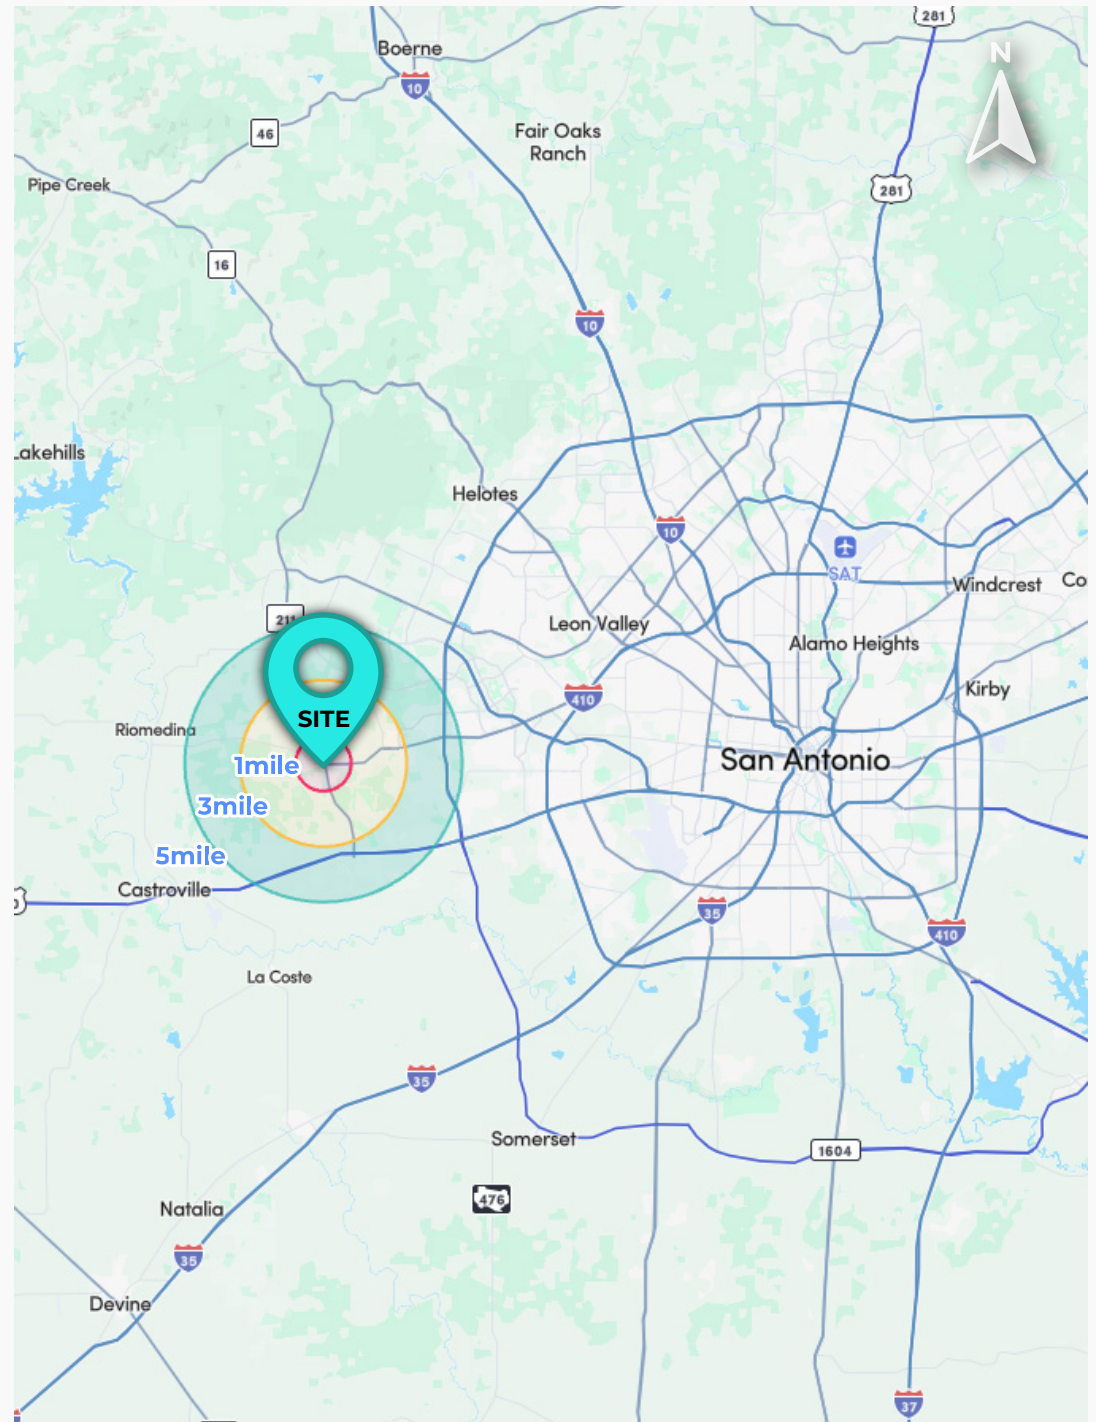 281
N
Boerne
10
46
Fair Oaks
Ranch
Pipe Creek
281
16
10
Lakehills
Helotes
10
SAT
Windcrest
Co
211
Leon Valley
Alamo Heights
410
Kirby
SITE
Riomedina
1mile
San Antonio
3mile
5mile
Castroville
35
410
La Coste
35
Somerset
1604
476
Natalia
35
Devine
37